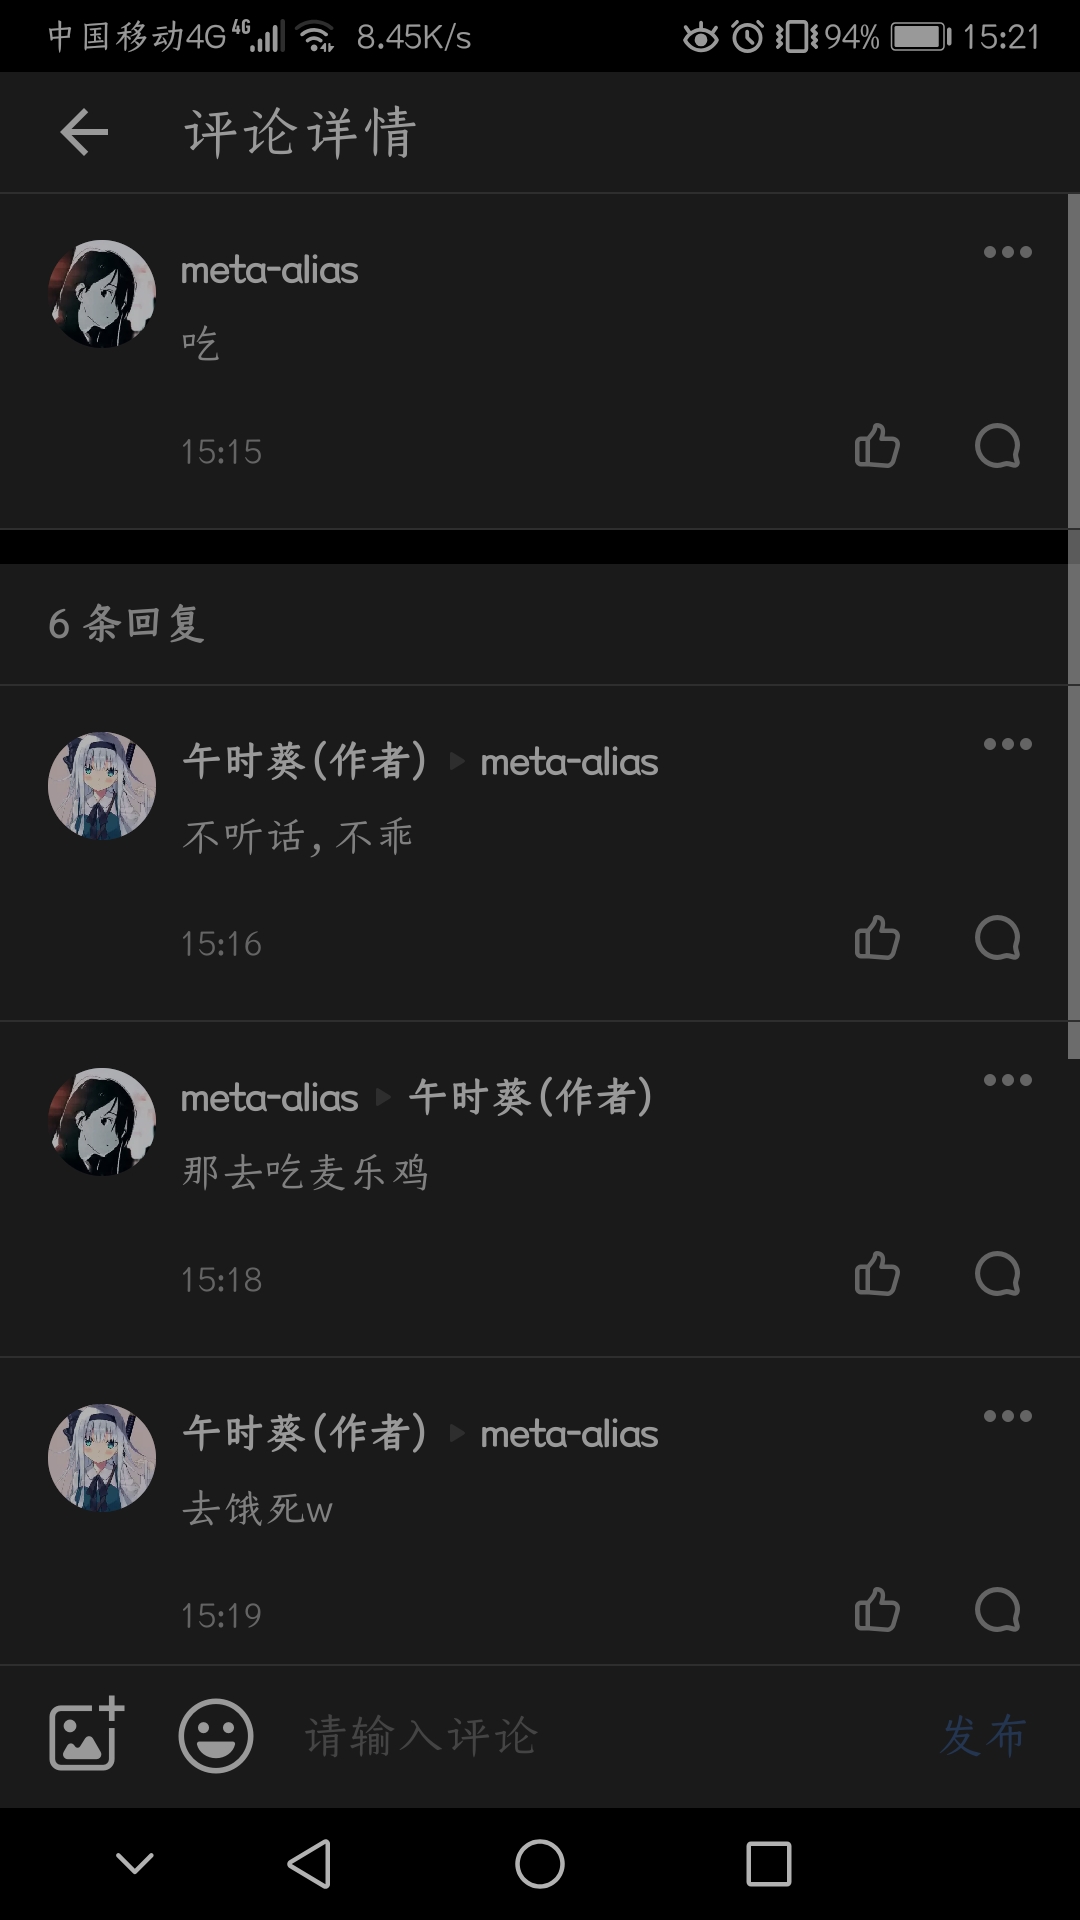 中国移动4G 4G 8.45K/s 94% 15:21
评论详情
meta-alias
吃
15:15
6 条回复
午时葵(作者) meta-alias
不听话,不乖
15:16
meta-alias 午时葵(作者)
那去吃麦乐鸡
15:18
午时葵(作者) meta-alias
去饿死w
15:19
请输入评论 发布